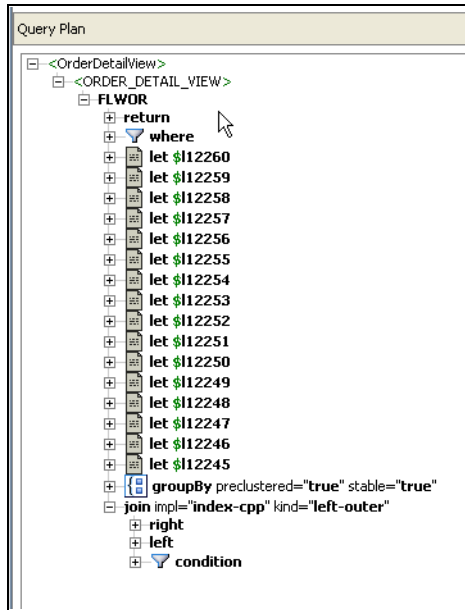 Query Plan
<OrderDetailView>
<ORDER_DETAIL_VIEW>
FLWOR
return
where
let $l12260
let $l12259
let $l12258
let $l12257
let $l12256
let $l12255
let $l12254
let $l12253
let $l12252
let $l12251
let $l12250
let $l12249
let $l12248
let $l12247
let $l12246
let $l12245
groupBy preclustered="true" stable="true"
join impl="index-cpp" kind="left-outer"
right
left
condition